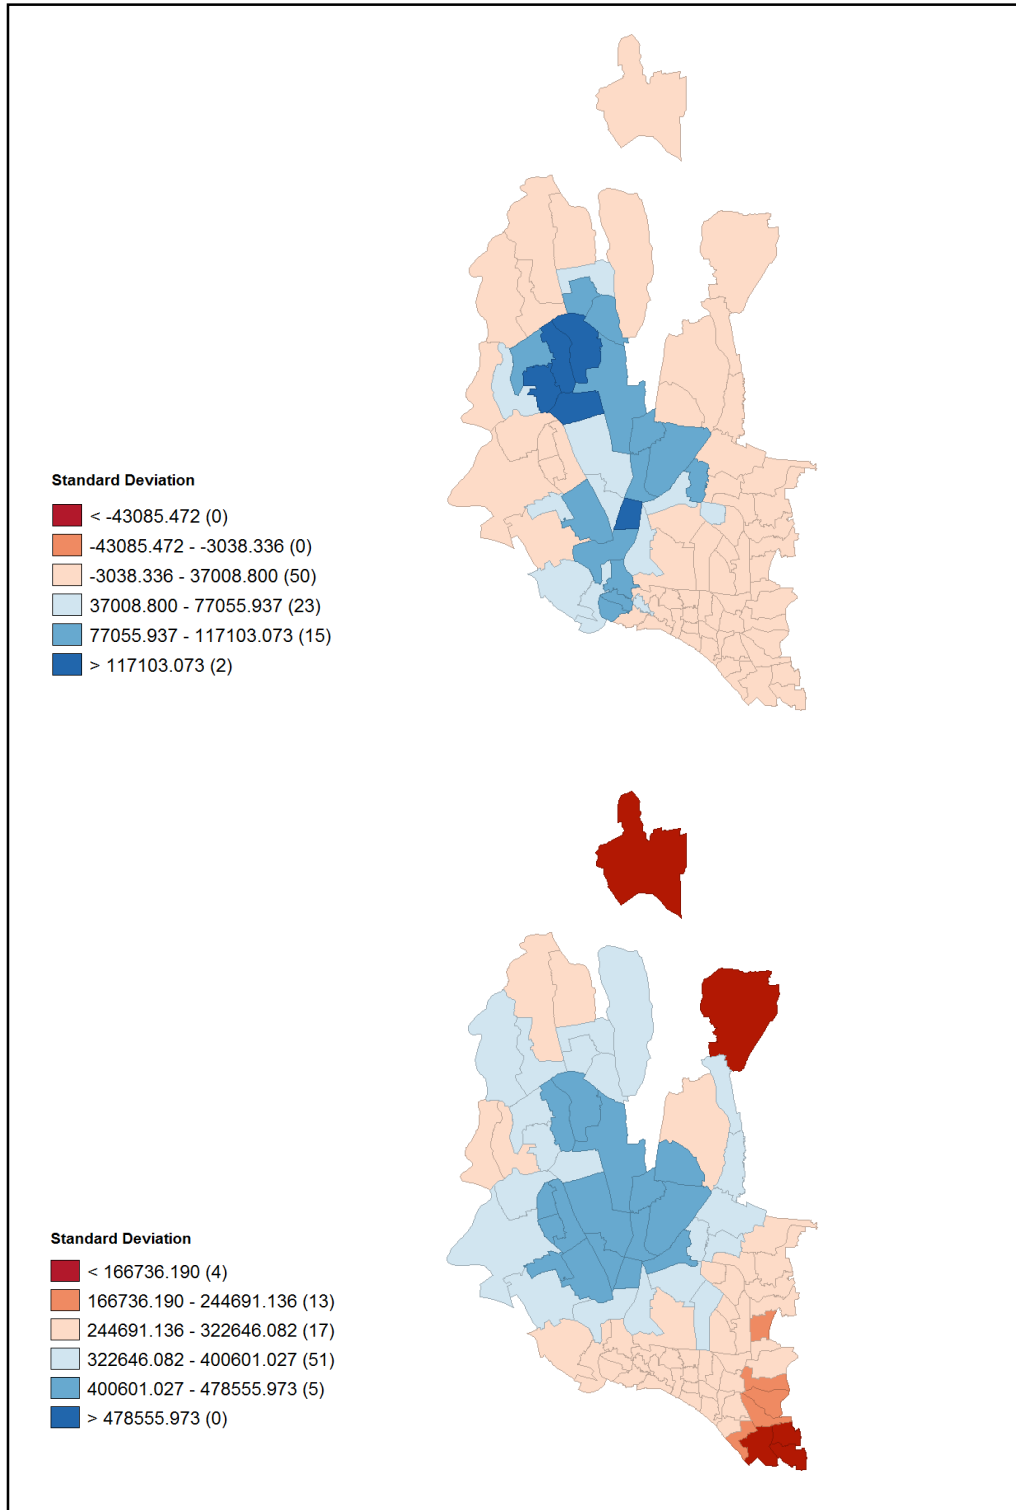 Standard Deviation
< -43085.472 (0)
-43085.472 - -3038.336 (0)
-3038.336 - 37008.800 (50)
37008.800 - 77055.937 (23)
77055.937 - 117103.073 (15)
> 117103.073 (2)
Standard Deviation
< 166736.190 (4)
166736.190 - 244691.136 (13)
244691.136 - 322646.082 (17)
322646.082 - 400601.027 (51)
400601.027 - 478555.973 (5)
> 478555.973 (0)